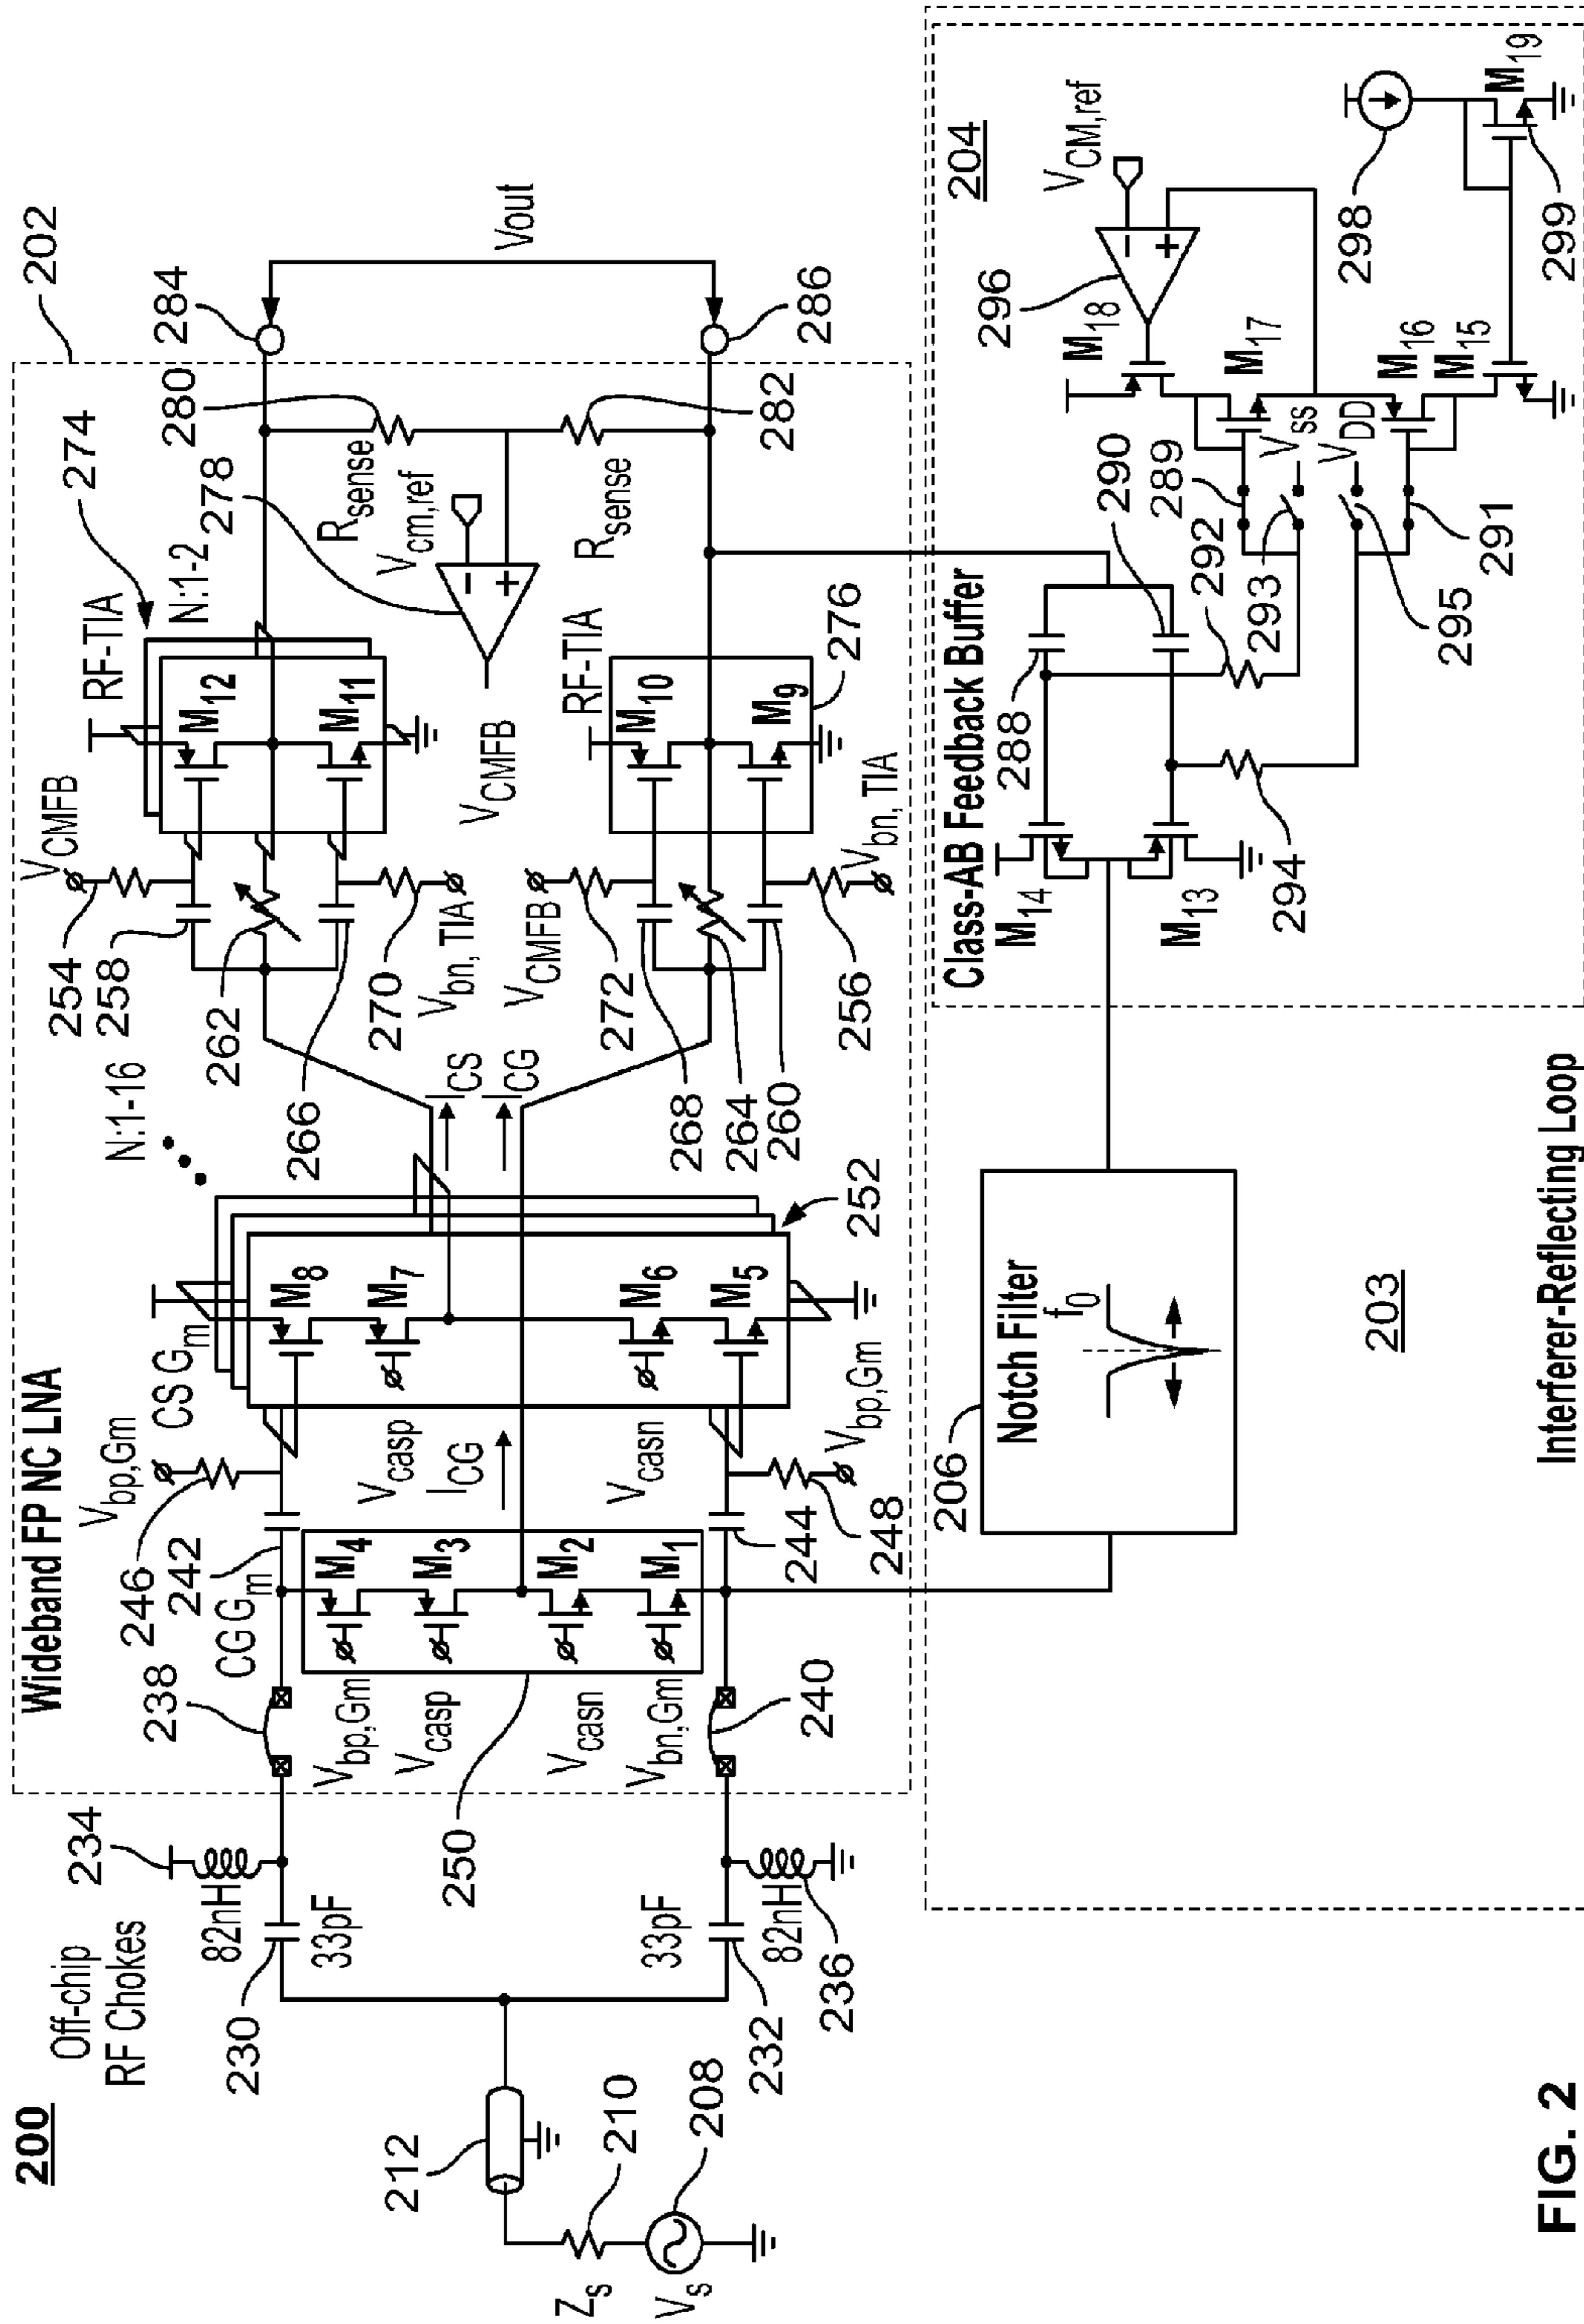 200
Off-chip
RF Chokes
234
82nH
230
33pF
33pF
232
82nH
236
212
210
208
Zs
Vs
202
Wideband FP NC LNA
Vbp,Gm
246
242
CG Gm
238
M4
M3
M2
M1
Vbp,Gm
Vcasp
Vcasn
Vbn,Gm
250
240
244
248
Vbp,Gm
CS Gm
N:1-16
M8
M7
M6
M5
Vcasp
ICG
Vcasn
252
ICS
ICG
VCMFB
254
258
262
266
270
Vbn, TIA
VCMFB
272
268
264
260
256
Vbn, TIA
RF-TIA
N:1-2
274
M12
M11
278
280
Rsense
Vcm,ref
VCMFB
RF-TIA
Rsense
282
M10
M9
276
284
Vout
286
Class-AB Feedback Buffer
204
288
290
292
289
293
Vss
VDD
295
291
294
M14
M13
296
VCM,ref
M18
M17
M16
M15
298
M19
299
206
Notch Filter
f0
203
Interferer-Reflecting Loop
FIG. 2